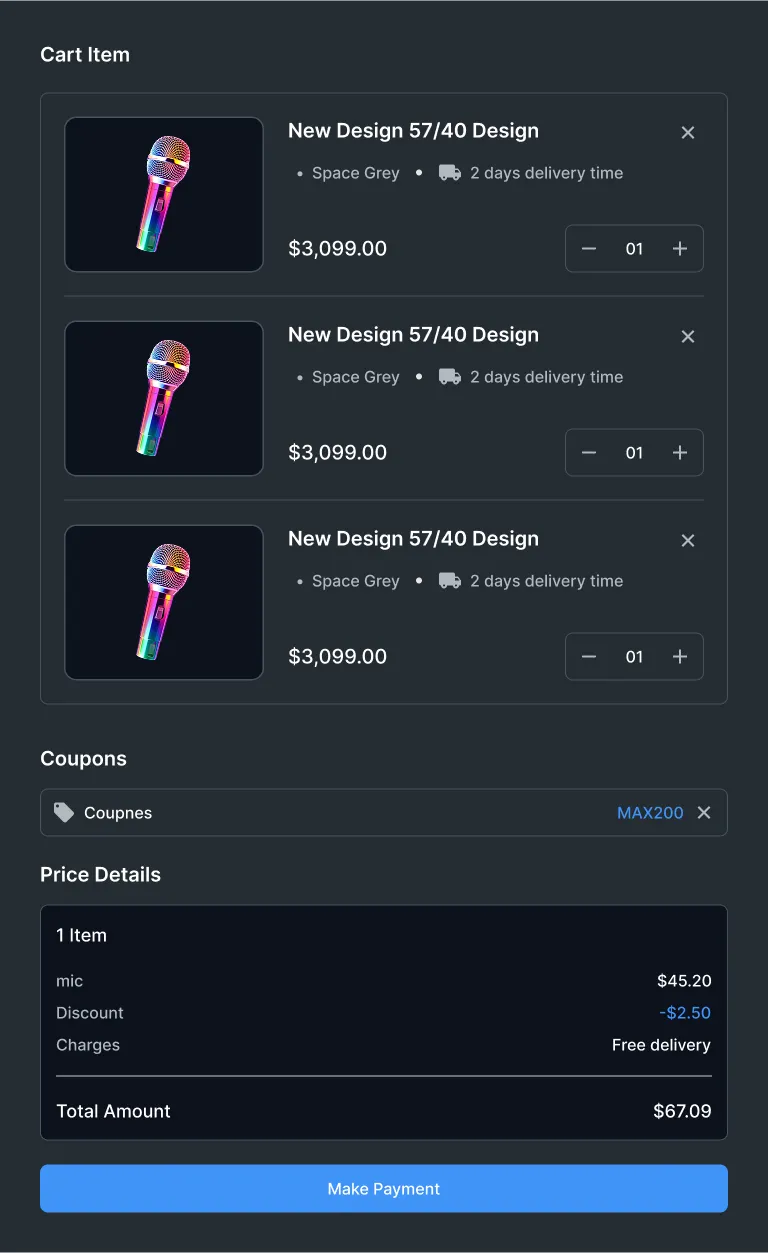 Cart Item
New Design 57/40 Design
• Space Grey • 2 days delivery time
$3,099.00 01
New Design 57/40 Design
• Space Grey • 2 days delivery time
$3,099.00 01
New Design 57/40 Design
• Space Grey • 2 days delivery time
$3,099.00 01
Coupons
Coupnes MAX200
Price Details
1 Item
mic $45.20
Discount -$2.50
Charges Free delivery
Total Amount $67.09
Make Payment